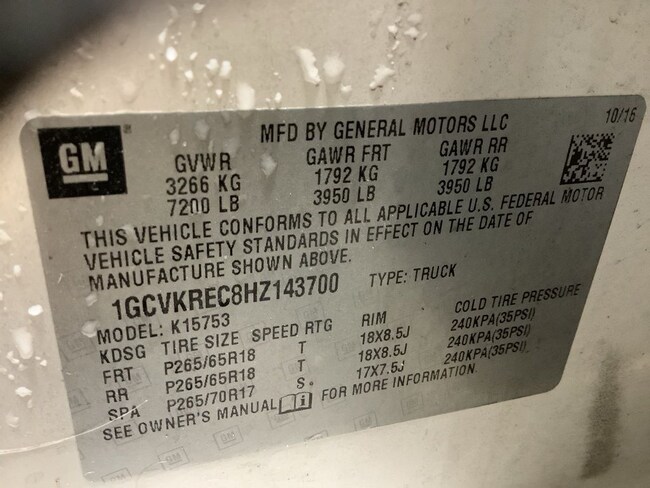 GM
MFD BY GENERAL MOTORS LLC 10/16
GVWR GAWR FRT GAWR RR
3266 KG 1792 KG 1792 KG
7200 LB 3950 LB 3950 LB
THIS VEHICLE CONFORMS TO ALL APPLICABLE U.S. FEDERAL MOTOR
VEHICLE SAFETY STANDARDS IN EFFECT ON THE DATE OF
MANUFACTURE SHOWN ABOVE.
1GCVKREC8HZ143700 TYPE: TRUCK
MODEL: K15753
KDSG TIRE SIZE SPEED RTG RIM COLD TIRE PRESSURE
FRT P265/65R18 T 18X8.5J 240KPA(35PSI)
RR P265/65R18 T 18X8.5J 240KPA(35PSI)
SPA P265/70R17 S 17X7.5J 240KPA(35PSI)
SEE OWNER'S MANUAL FOR MORE INFORMATION.